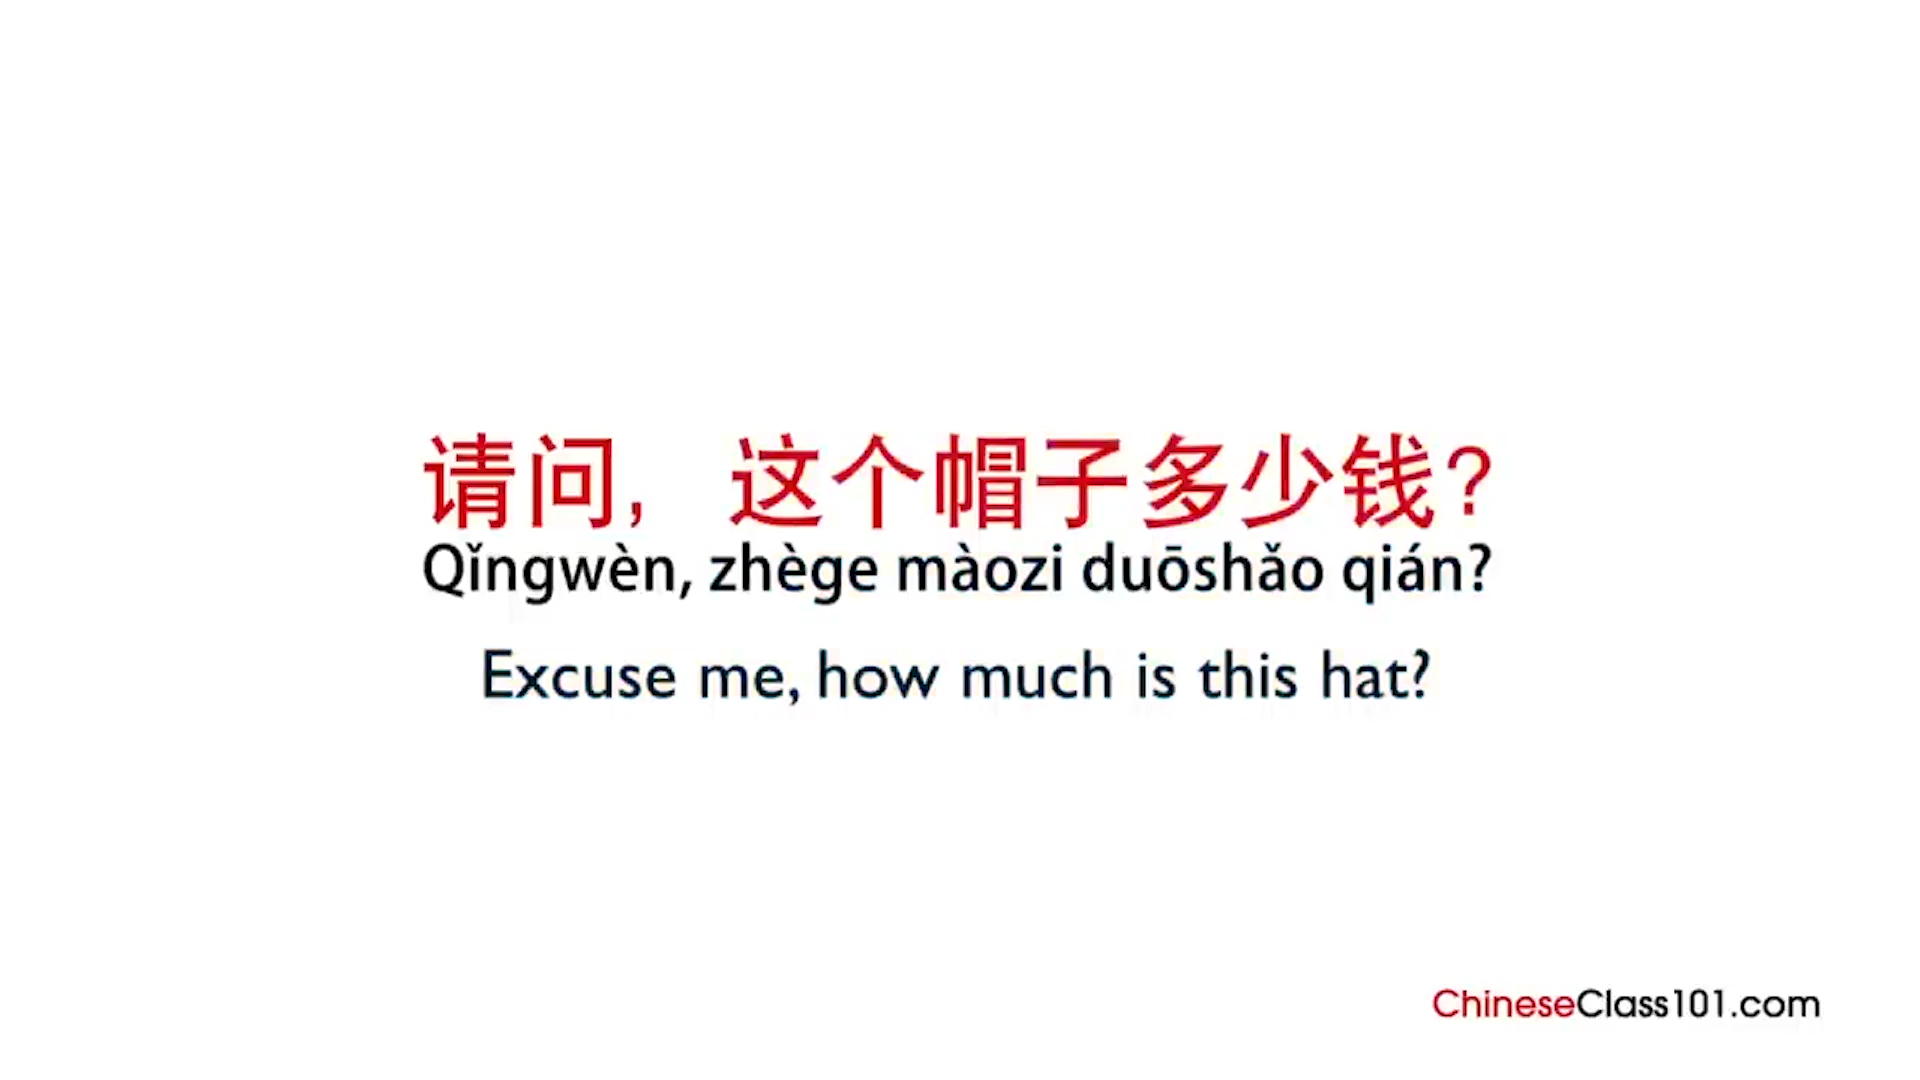 请问，这个帽子多少钱?
Qǐngwèn, zhège màozi duōshǎo qián?
Excuse me, how much is this hat?
ChineseClass101.com